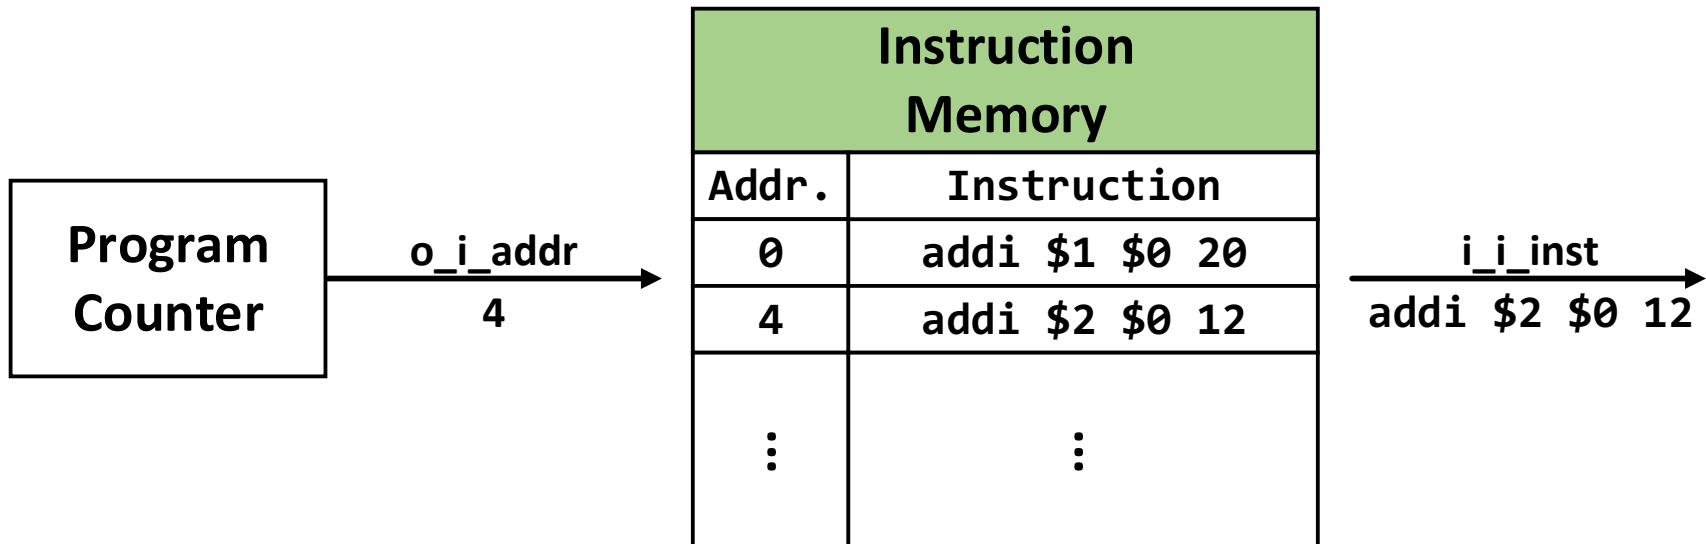 Program
Counter
o_i_addr
4
Instruction
Memory
Addr. Instruction
0 addi $1 $0 20
4 addi $2 $0 12
⋮ ⋮
i_i_inst
addi $2 $0 12